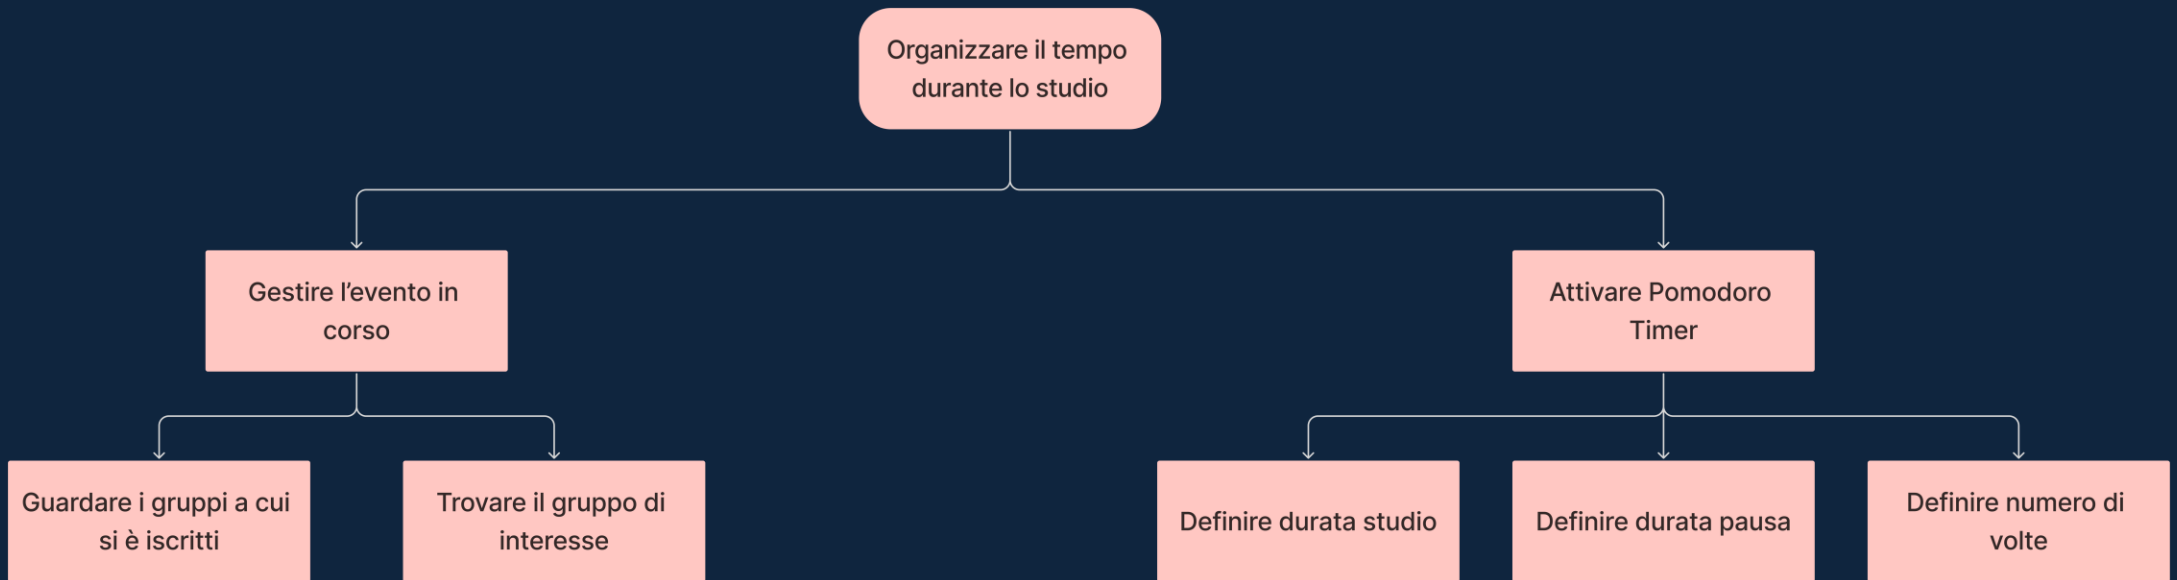 Organizzare il tempo
durante lo studio
Gestire l’evento in
corso
Attivare Pomodoro
Timer
Guardare i gruppi a cui
si è iscritti
Trovare il gruppo di
interesse
Definire durata studio
Definire durata pausa
Definire numero di
volte